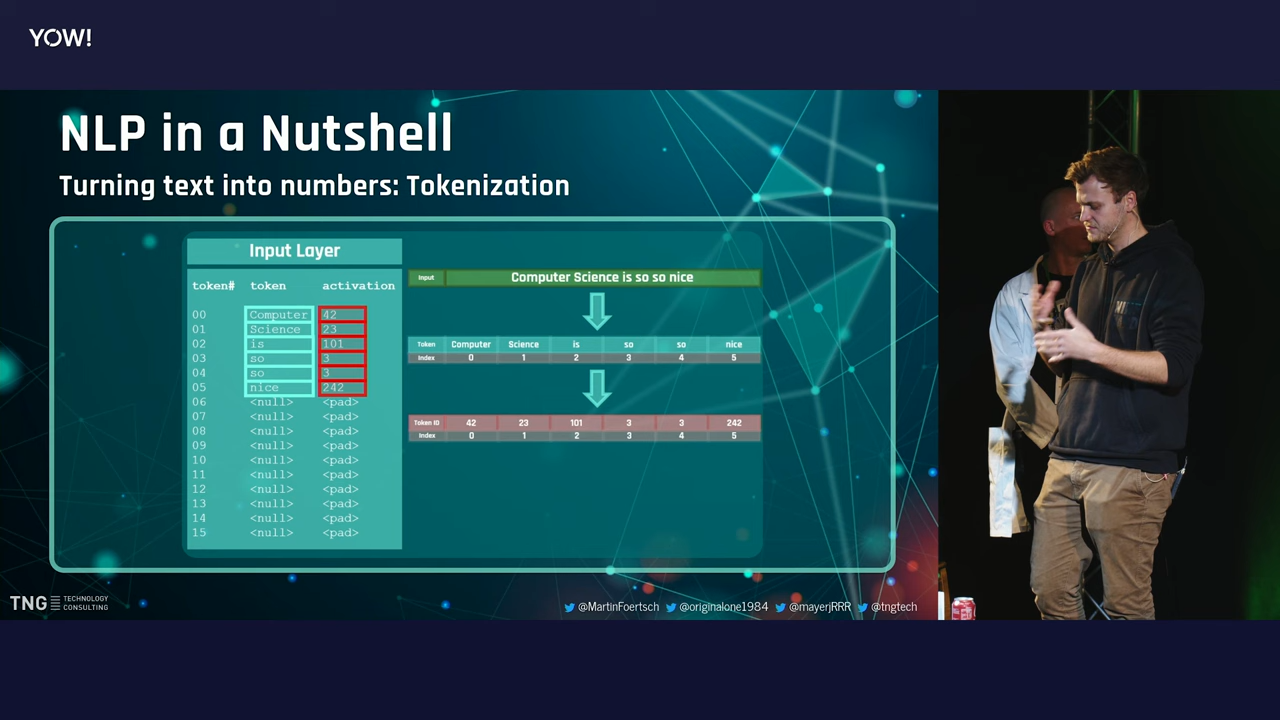 YOW!
NLP in a Nutshell
Turning text into numbers: Tokenization
Input Layer
token# token activation
00 Computer 42
01 Science 23
02 is 101
03 so 3
04 so 3
05 nice 242
06 <null> <pad>
07 <null> <pad>
08 <null> <pad>
09 <null> <pad>
10 <null> <pad>
11 <null> <pad>
12 <null> <pad>
13 <null> <pad>
14 <null> <pad>
15 <null> <pad>
Input Computer Science is so so nice
Token Computer Science is so so nice
Index 0 1 2 3 4 5
Token ID 42 23 101 3 3 242
Index 0 1 2 3 4 5
TNG TECHNOLOGY
CONSULTING
@MartinFoertsch @originalone1984 @mayerjRRR @tngtech